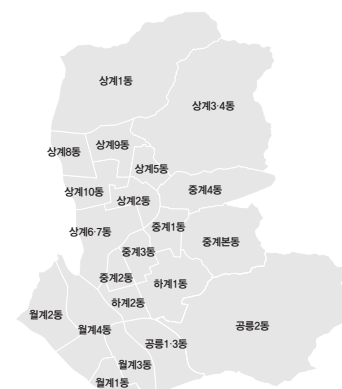 상계1동
상계3·4동
상계9동
상계8동
상계5동
중계4동
상계10동
상계2동
중계1동
상계6·7동
중계본동
중계3동
중계2동
하계1동
하계2동
월계2동
공릉2동
월계4동
공릉1·3동
월계3동
월계1동